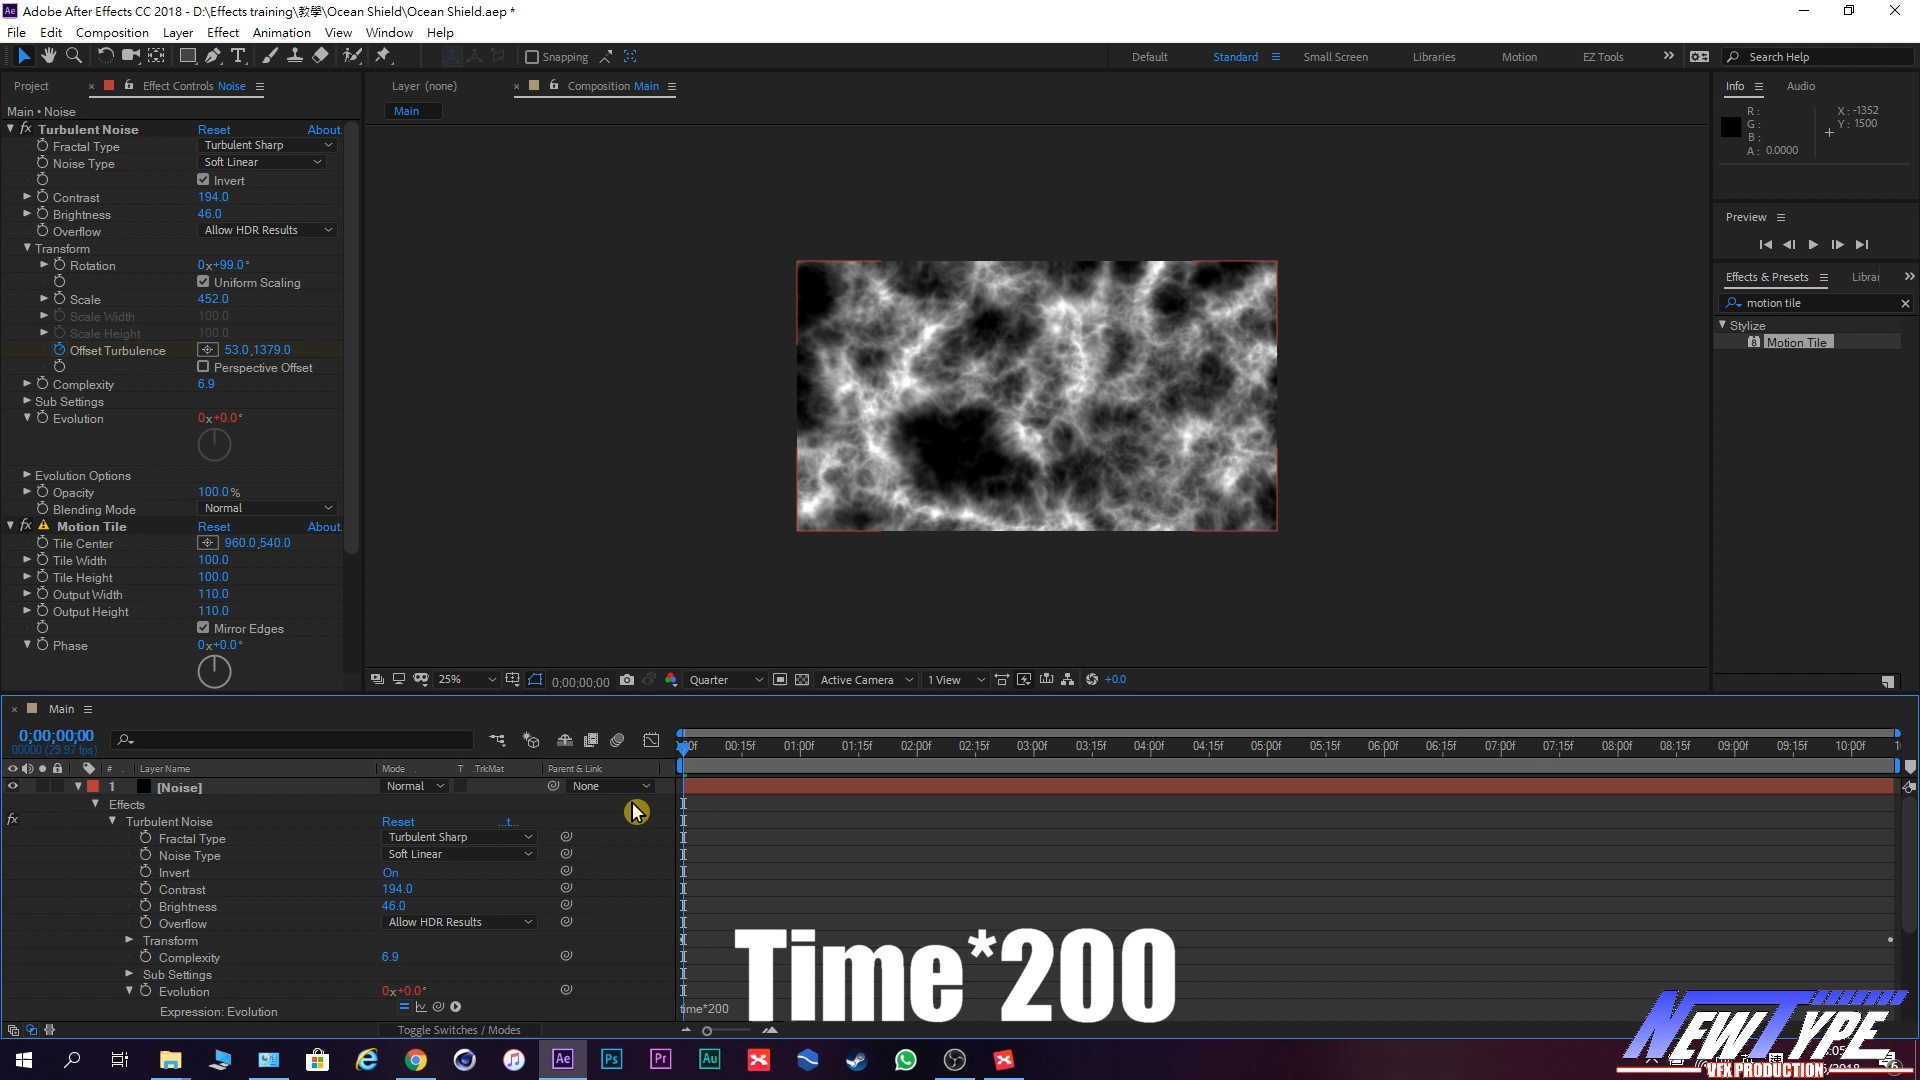 Adobe After Effects CC 2018 - D:\Effects training\教學\Ocean Shield\Ocean Shield.aep *
File Edit Composition Layer Effect Animation View Window Help
Snapping Default Standard Small Screen Libraries Motion EZ Tools Search Help
Project Effect Controls Noise Layer (none) Composition Main Info Audio
Main • Noise Main
R: X: -1352
G: Y: 1500
B:
A: 0.0000
fx Turbulent Noise Reset About.
Fractal Type Turbulent Sharp
Noise Type Soft Linear
Invert
Contrast 194.0
Brightness 46.0
Overflow Allow HDR Results
Transform
Rotation 0x+99.0°
Uniform Scaling
Scale 452.0
Scale Width 100.0
Scale Height 100.0
Offset Turbulence 53.0,1379.0
Perspective Offset
Complexity 6.9
Sub Settings
Evolution 0x+0.0°
Evolution Options
Opacity 100.0%
Blending Mode Normal
fx Motion Tile Reset About.
Tile Center 960.0,540.0
Tile Width 100.0
Tile Height 100.0
Output Width 110.0
Output Height 110.0
Mirror Edges
Phase 0x+0.0°
Preview
Effects & Presets Librar
motion tile
Stylize
Motion Tile
25% 0;00;00;00 Quarter Active Camera 1 View +0.0
Main
0;00;00;00
00000 (29.97 fps)
00:15f 01:00f 01:15f 02:00f 02:15f 03:00f 03:15f 04:00f 04:15f 05:00f 05:15f 06:00f 06:15f 07:00f 07:15f 08:00f 08:15f 09:00f 09:15f 10:00f
# Layer Name Mode T .TrkMat Parent & Link
1 [Noise] Normal None
Effects
fx Turbulent Noise Reset ...t...
Fractal Type Turbulent Sharp
Noise Type Soft Linear
Invert On
Contrast 194.0
Brightness 46.0
Overflow Allow HDR Results
Transform
Complexity 6.9
Sub Settings
Evolution 0x+0.0°
Expression: Evolution time*200
Toggle Switches / Modes
Time*200
Ae Ps Pr Au
NEWTYPE
VFX PRODUCTION